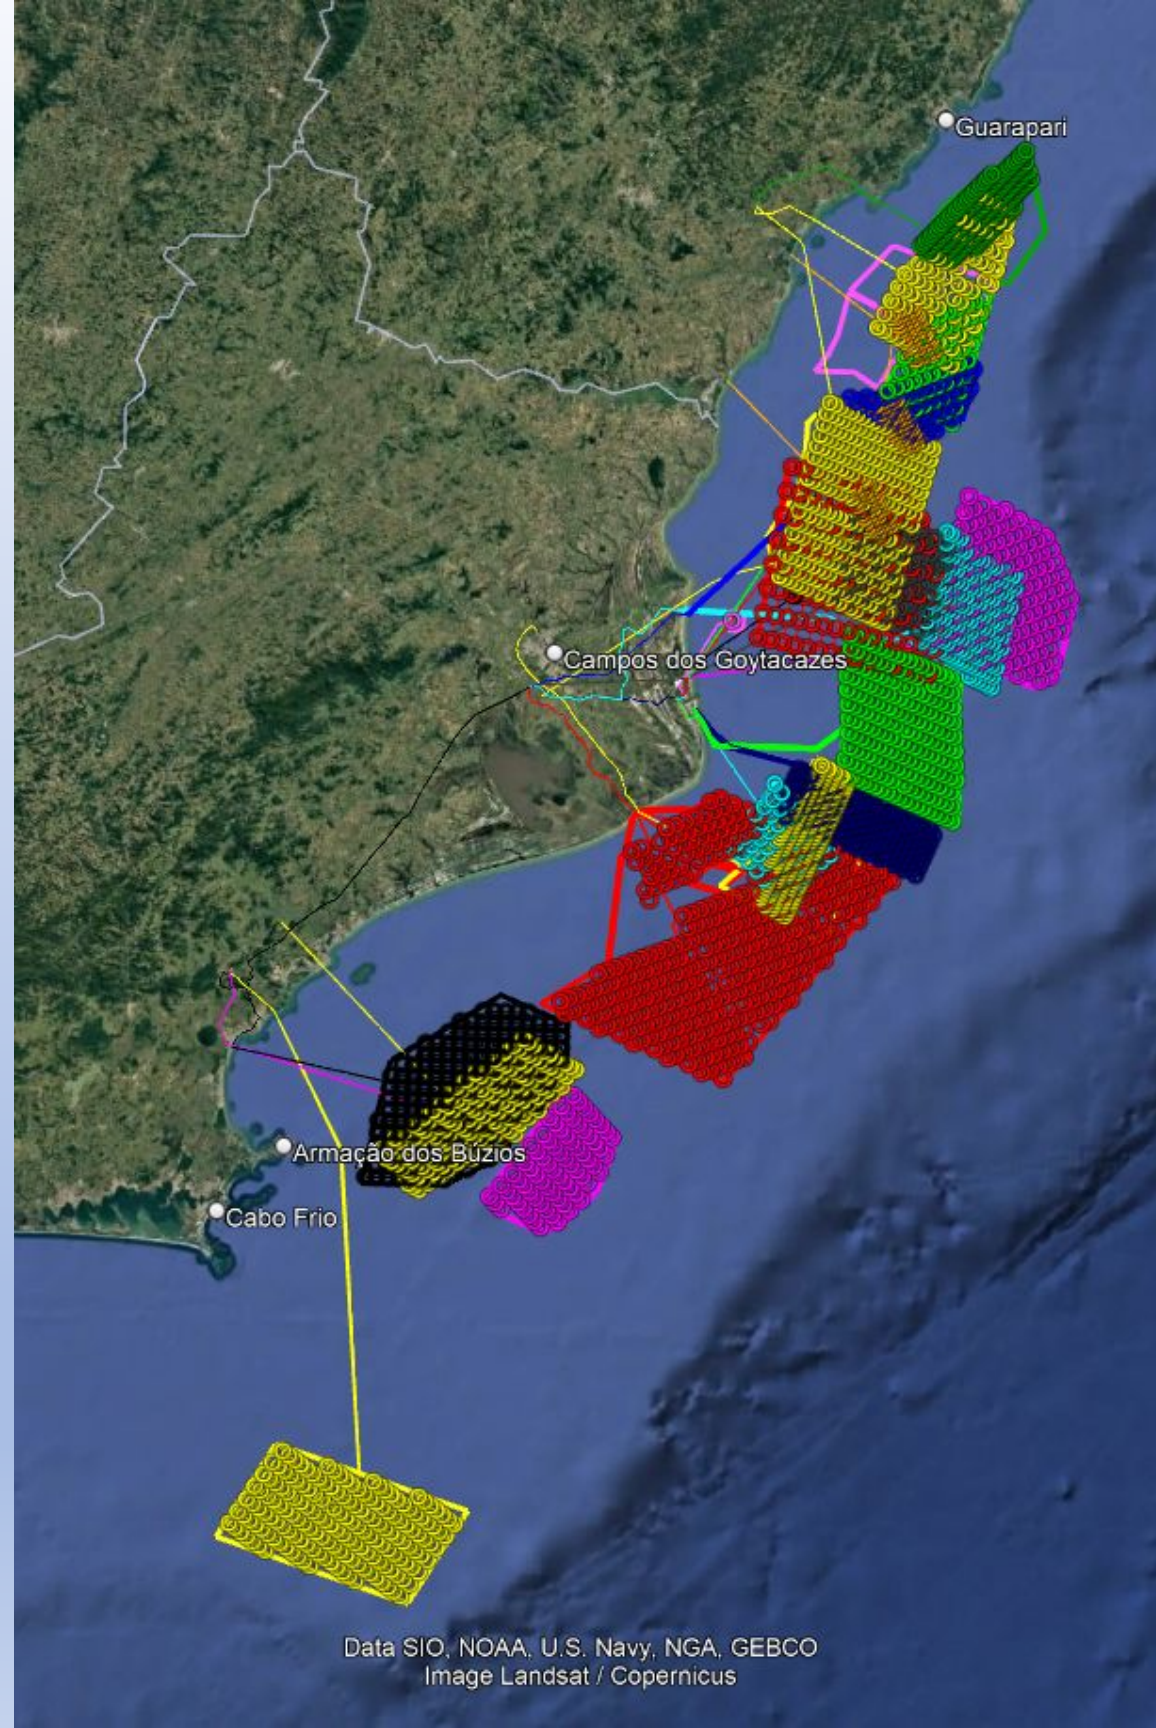 Guarapari
Campos dos Goytacazes
Armação dos Búzios
Cabo Frio
Data SIO, NOAA, U.S. Navy, NGA, GEBCO
Image Landsat / Copernicus